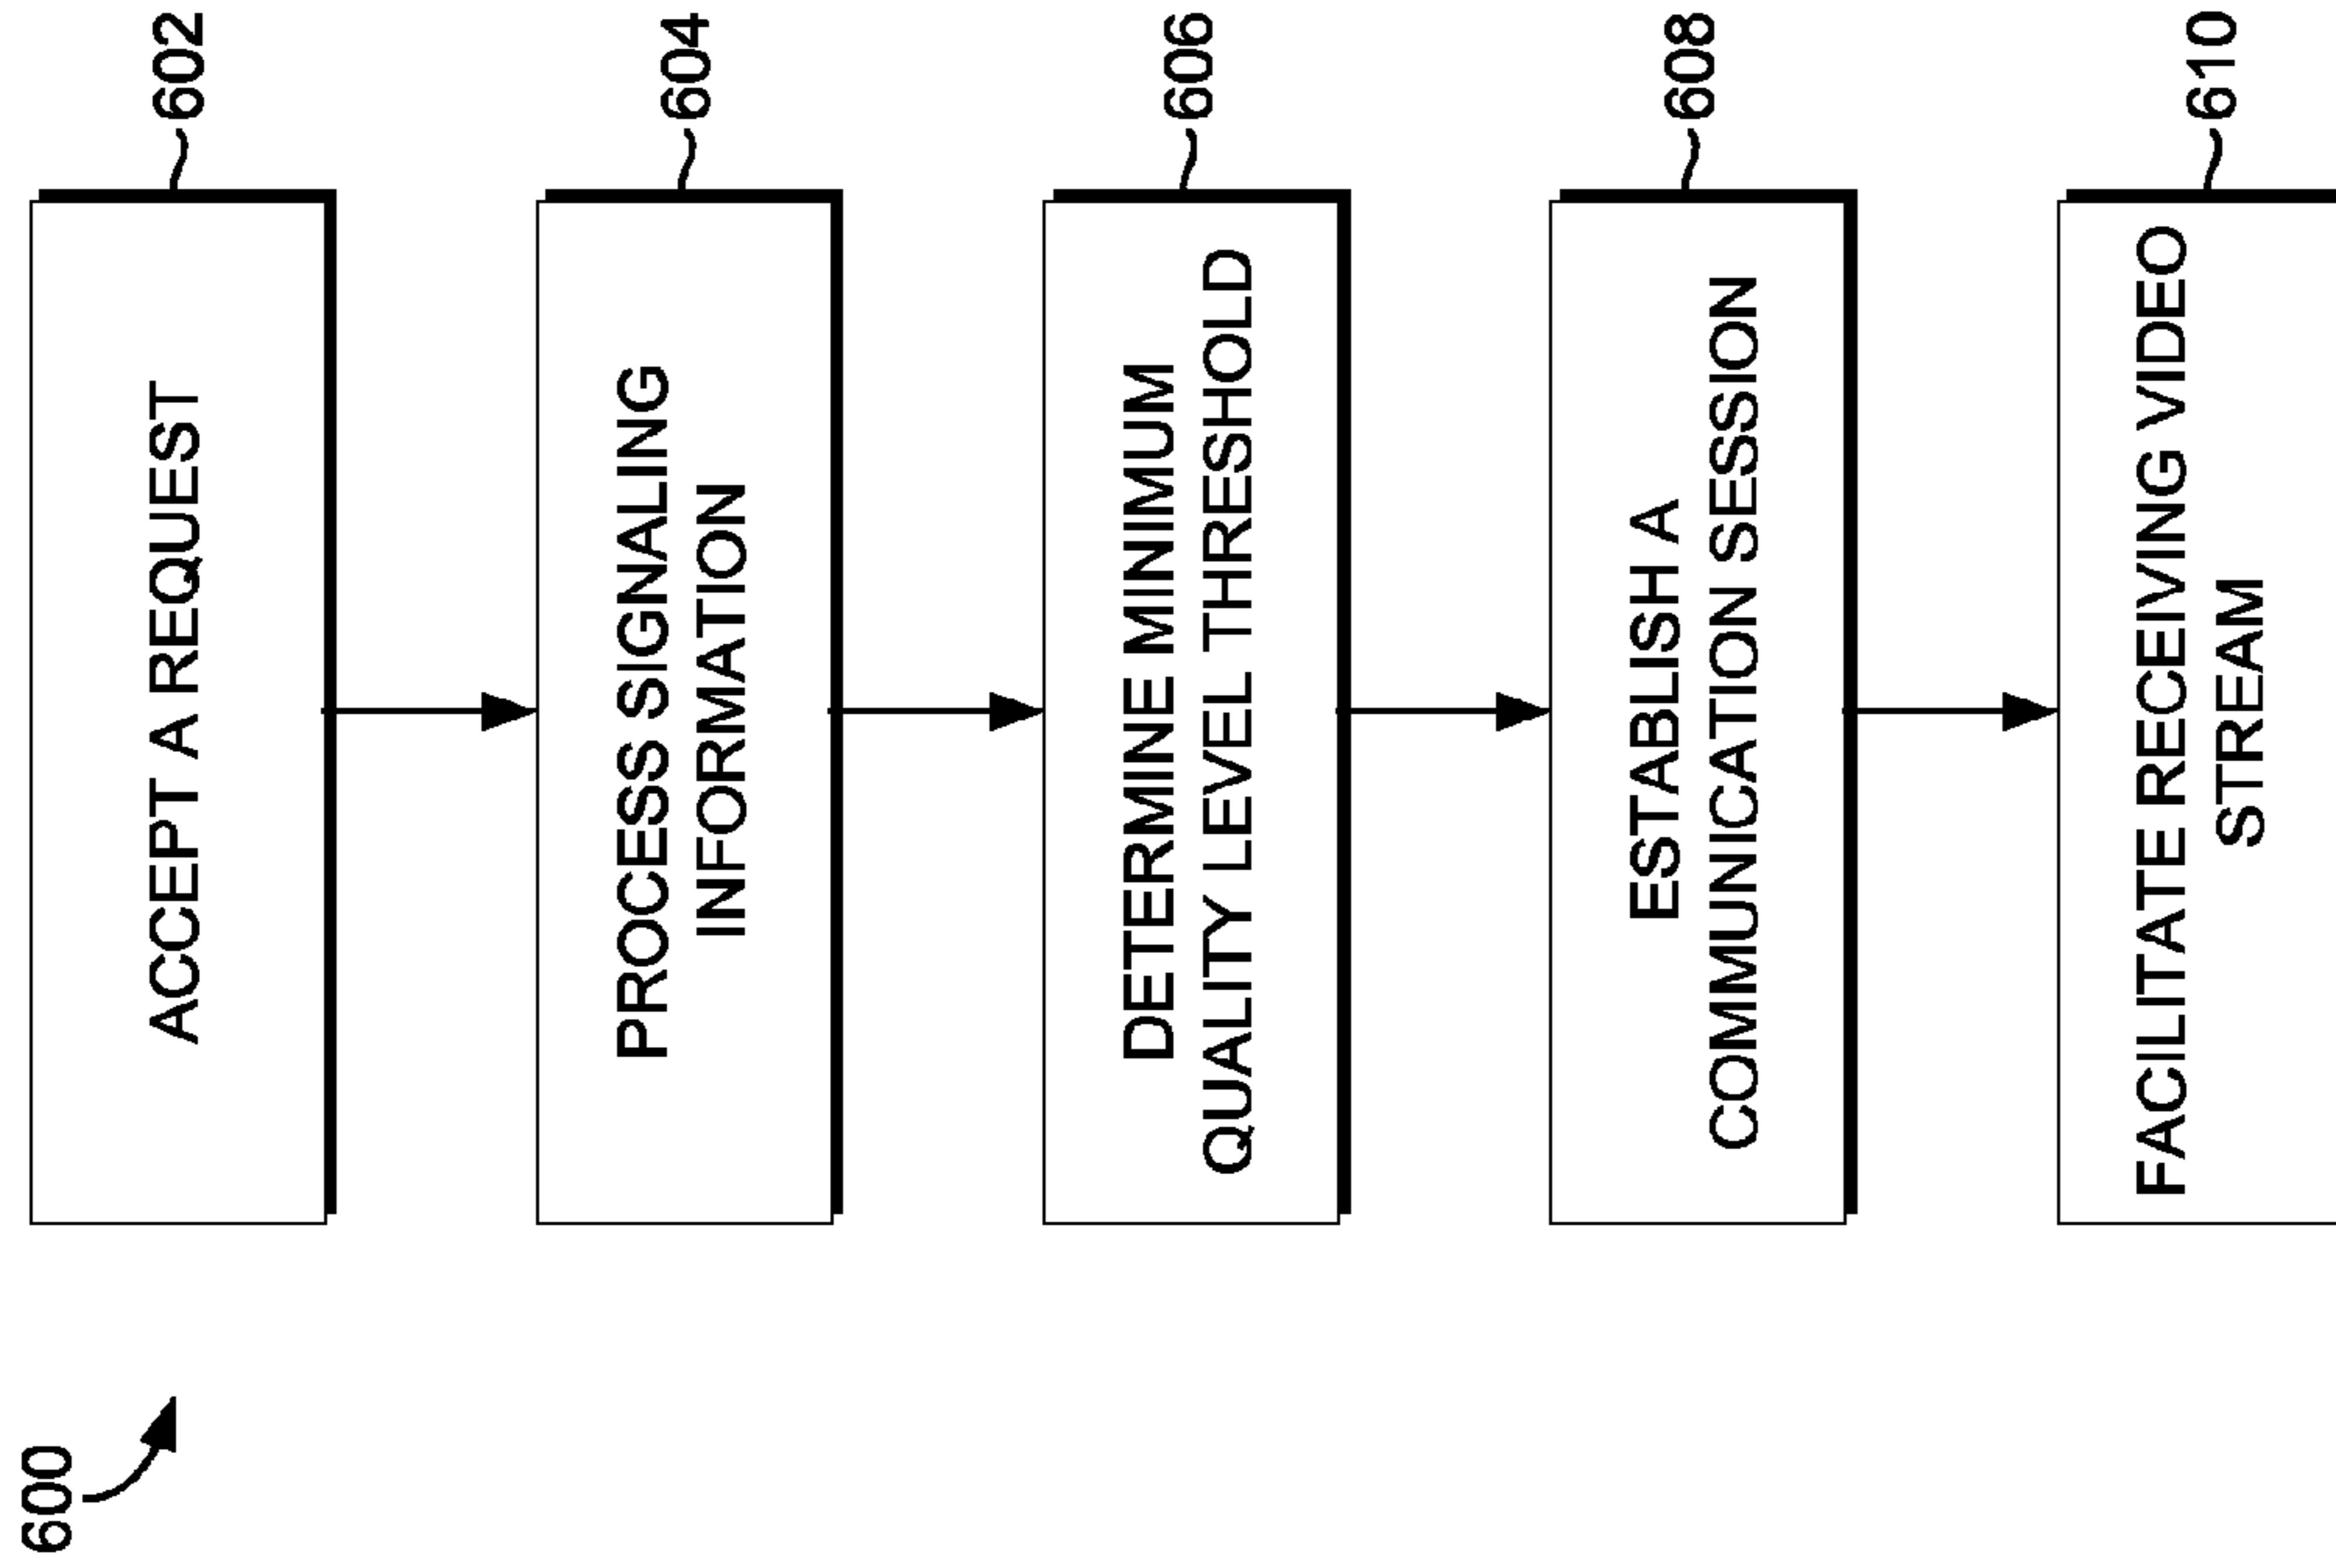 600
ACCEPT A REQUEST
602
PROCESS SIGNALING
INFORMATION
604
DETERMINE MINIMUM
QUALITY LEVEL THRESHOLD
606
ESTABLISH A
COMMUNICATION SESSION
608
FACILITATE RECEIVING VIDEO
STREAM
610